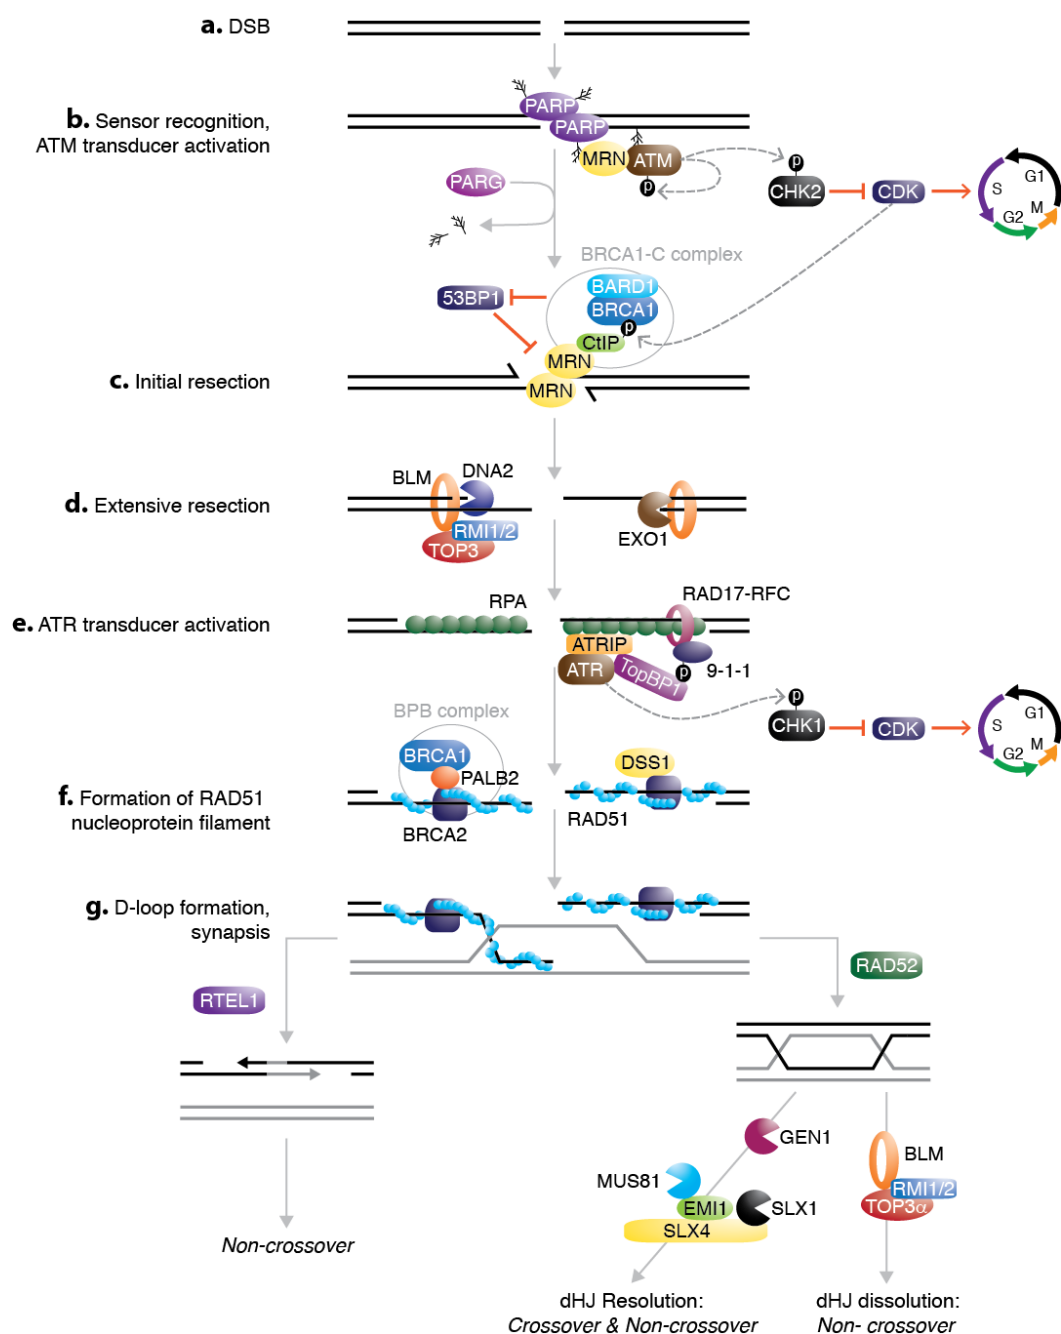 a. DSB
b. Sensor recognition,
ATM transducer activation
PARP
PARP
MRN
ATM
p
p
CHK2
CDK
G1
S
M
G2
PARG
BRCA1-C complex
BARD1
BRCA1
p
53BP1
CtIP
MRN
c. Initial resection
MRN
BLM
DNA2
d. Extensive resection
RMI1/2
TOP3
EXO1
RPA
RAD17-RFC
e. ATR transducer activation
ATRIP
ATR
TopBP1
p
9-1-1
p
CHK1
CDK
G1
S
M
G2
BPB complex
BRCA1
PALB2
DSS1
f. Formation of RAD51
nucleoprotein filament
BRCA2
RAD51
g. D-loop formation,
synapsis
RAD52
RTEL1
GEN1
BLM
MUS81
RMI1/2
EMI1
SLX1
TOP3α
SLX4
Non-crossover
dHJ Resolution:
Crossover & Non-crossover
dHJ dissolution:
Non- crossover